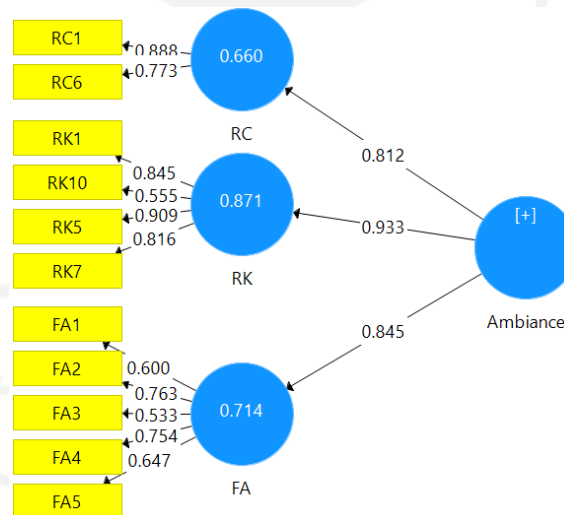 RC1
0.888
RC6
0.773
0.660
RC
0.812
RK1
0.845
RK10
0.555
RK5
0.909
RK7
0.816
0.871
RK
0.933
[+]
Ambiance
FA1
0.600
FA2
0.763
FA3
0.533
FA4
0.754
FA5
0.647
0.714
FA
0.845